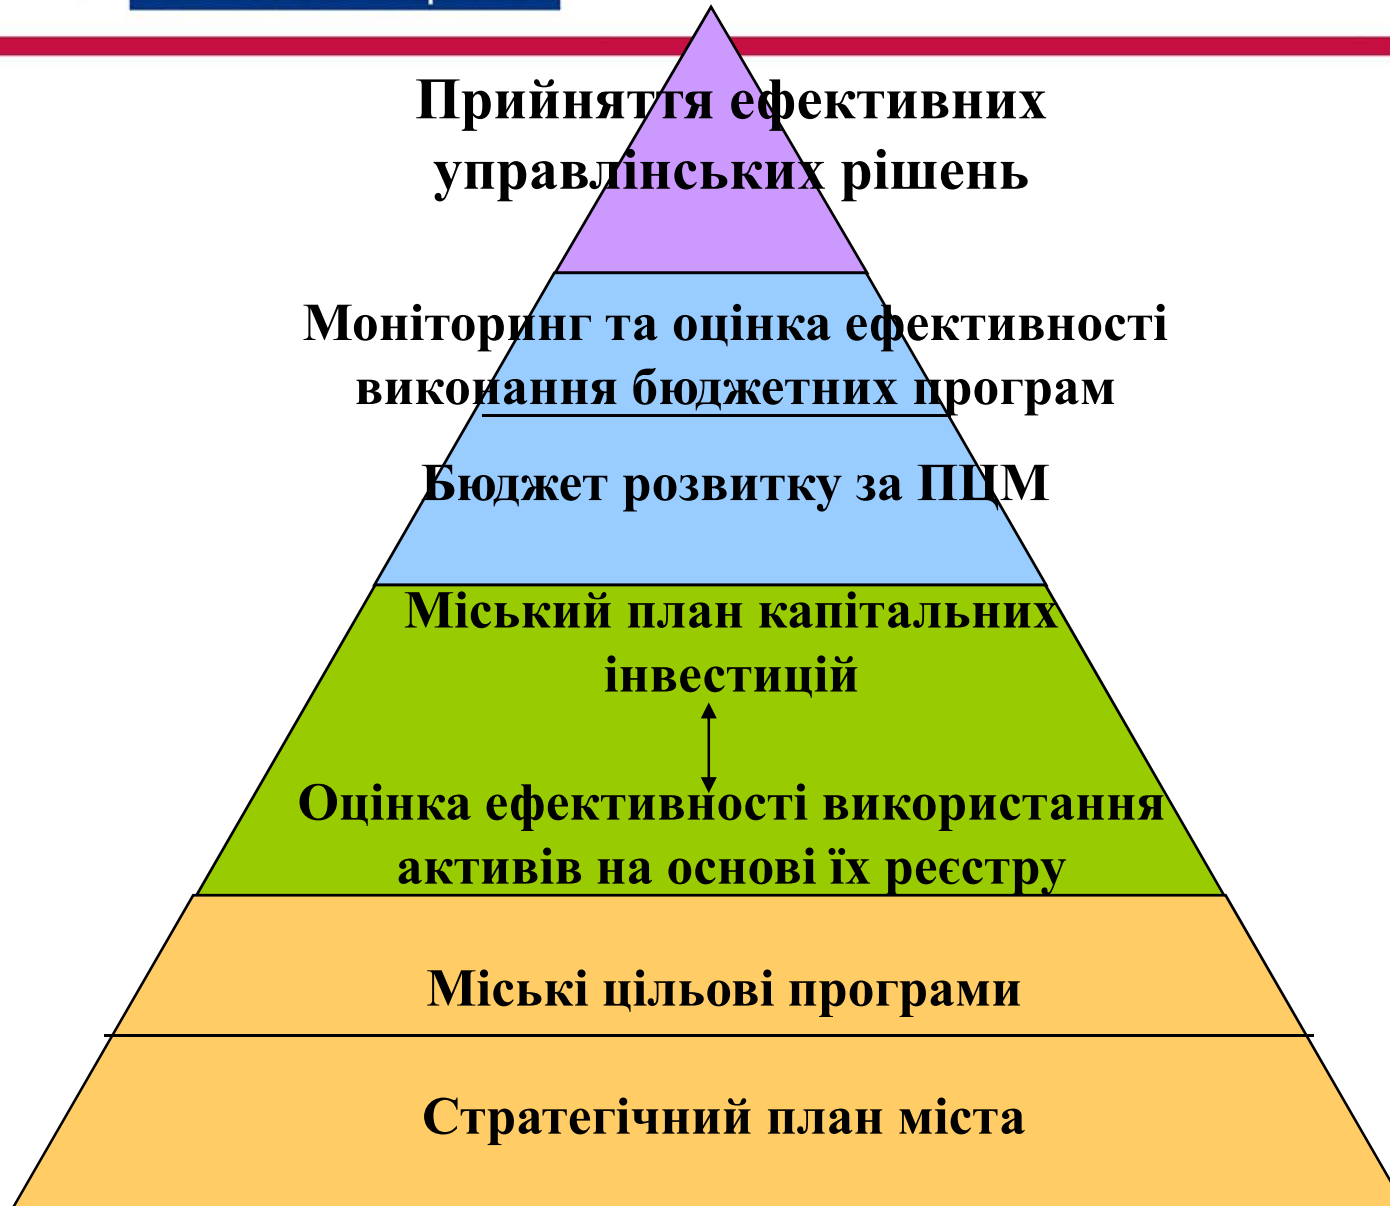 Прийняття ефективних
управлінських рішень
Моніторинг та оцінка ефективності
виконання бюджетних програм
Бюджет розвитку за ПЦМ
Міський план капітальних
інвестицій
Оцінка ефективності використання
активів на основі їх реєстру
Міські цільові програми
Стратегічний план міста